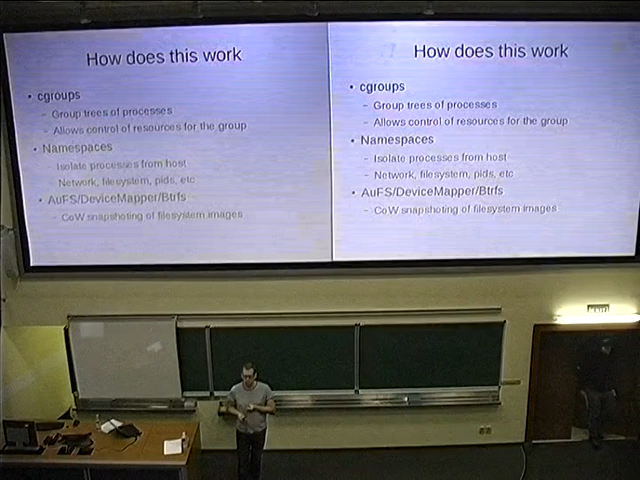 How does this work
• cgroups
– Group trees of processes
– Allows control of resources for the group
• Namespaces
– Isolate processes from host
– Network, filesystem, pids, etc
• AuFS/DeviceMapper/Btrfs
– CoW snapshoting of filesystem images
How does this work
• cgroups
– Group trees of processes
– Allows control of resources for the group
• Namespaces
– Isolate processes from host
– Network, filesystem, pids, etc
• AuFS/DeviceMapper/Btrfs
– CoW snapshoting of filesystem images